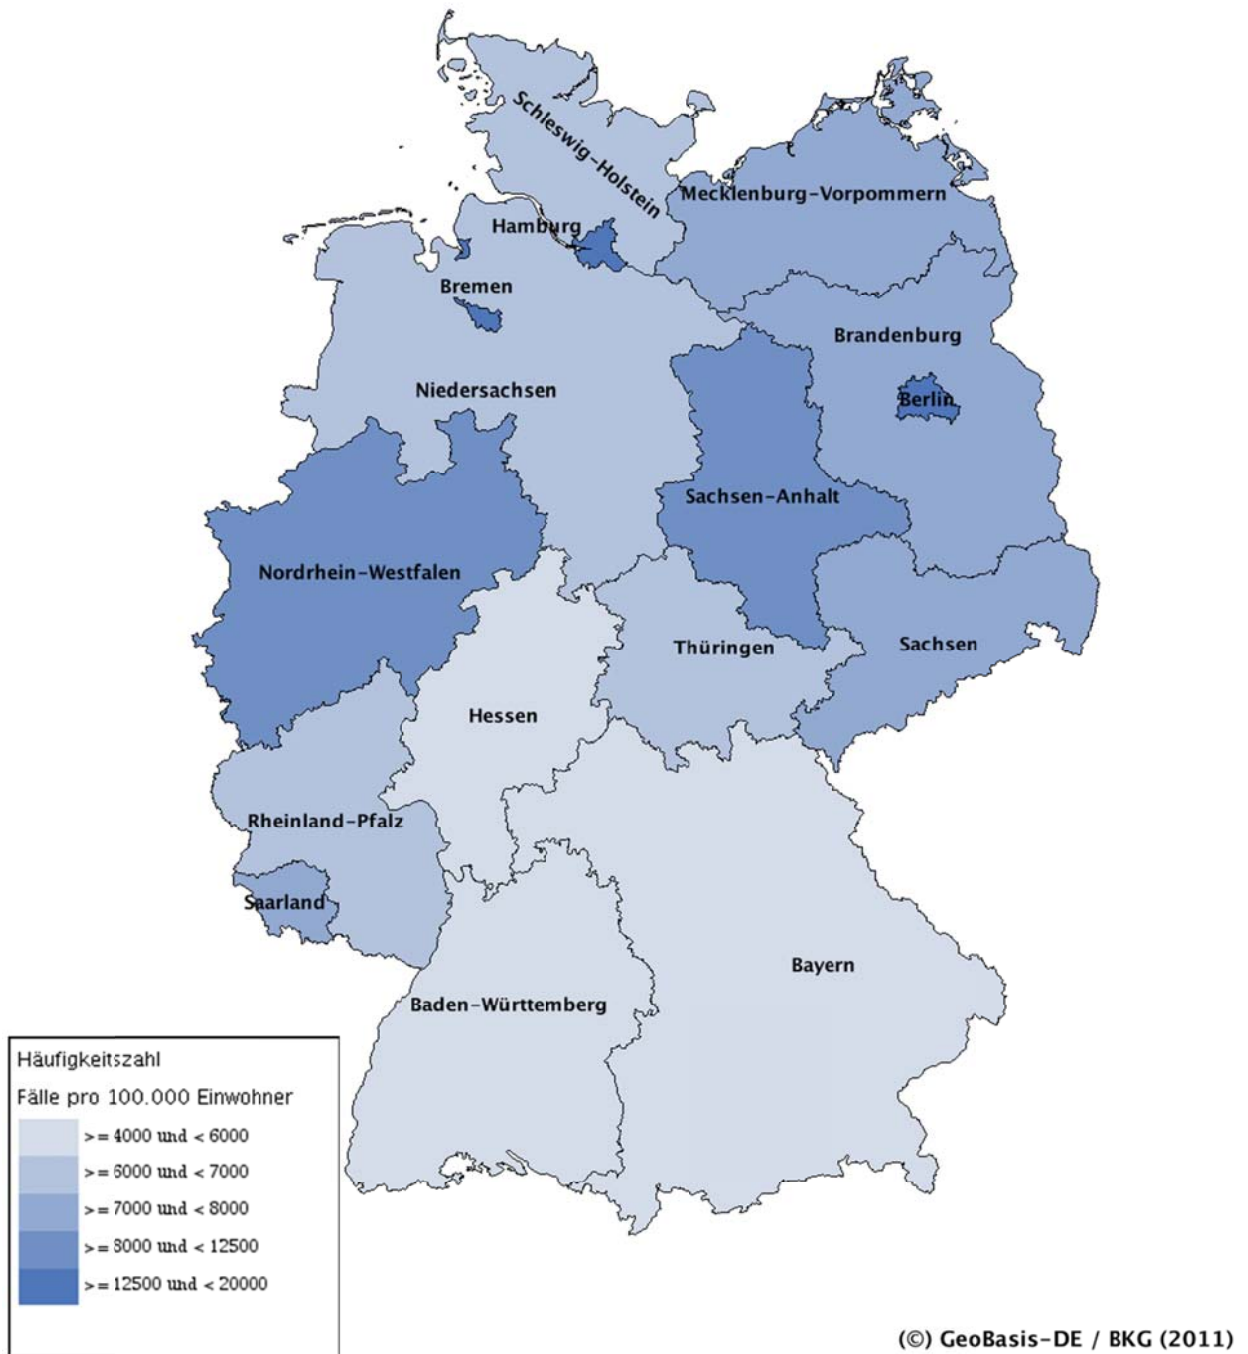 Schleswig-Holstein
Mecklenburg-Vorpommern
Hamburg
Bremen
Brandenburg
Niedersachsen
Berlin
Sachsen-Anhalt
Nordrhein-Westfalen
Thüringen
Sachsen
Hessen
Rheinland-Pfalz
Saarland
Bayern
Baden-Württemberg
Häufigkeitszahl
Fälle pro 100.000 Einwohner
>= 4000 und < 6000
>= 6000 und < 7000
>= 7000 und < 8000
>= 8000 und < 12500
>= 12500 und < 20000
(©) GeoBasis-DE / BKG (2011)